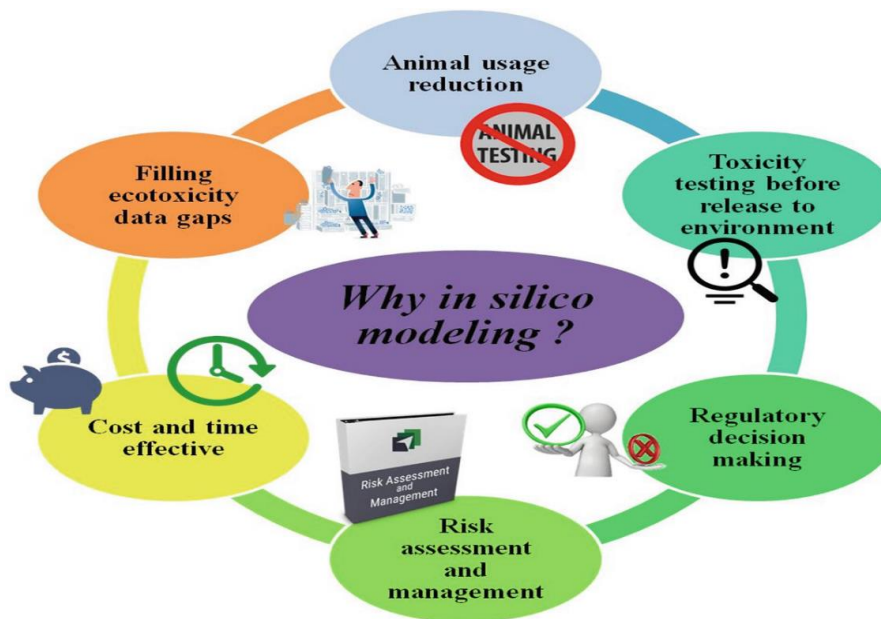 Animal usage
reduction
ANIMAL
TESTING
Toxicity
testing before
release to
environment
Filling
ecotoxicity
data gaps
Why in silico
modeling ?
Cost and time
effective
Regulatory
decision
making
Risk Assessment
and
Management
Risk
assessment
and
management